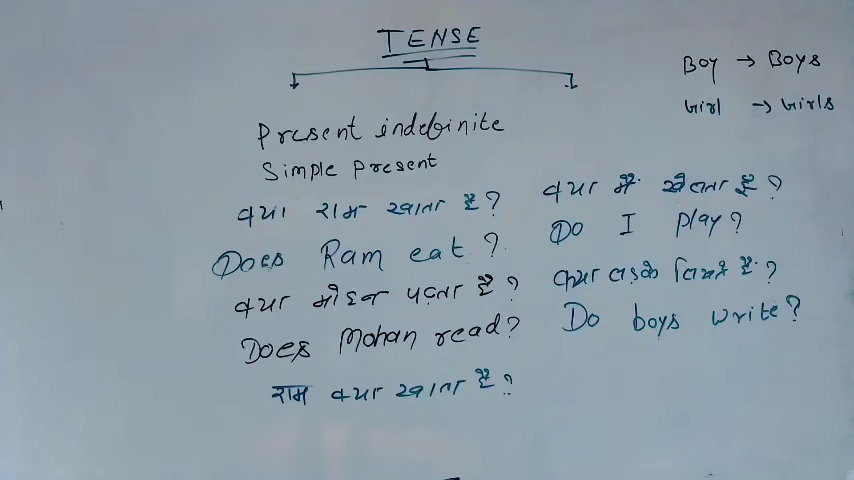 TENSE
Boy → Boys
Girl → Girls
Present indefinite
Simple Present
क्या राम खाता है?
Does Ram eat?
क्या मोहन पढ़ता है?
Does Mohan read?
राम क्या खाता है?
क्या मैं खेलता हूँ?
Do I play?
क्या लड़के लिखते हैं?
Do boys write?